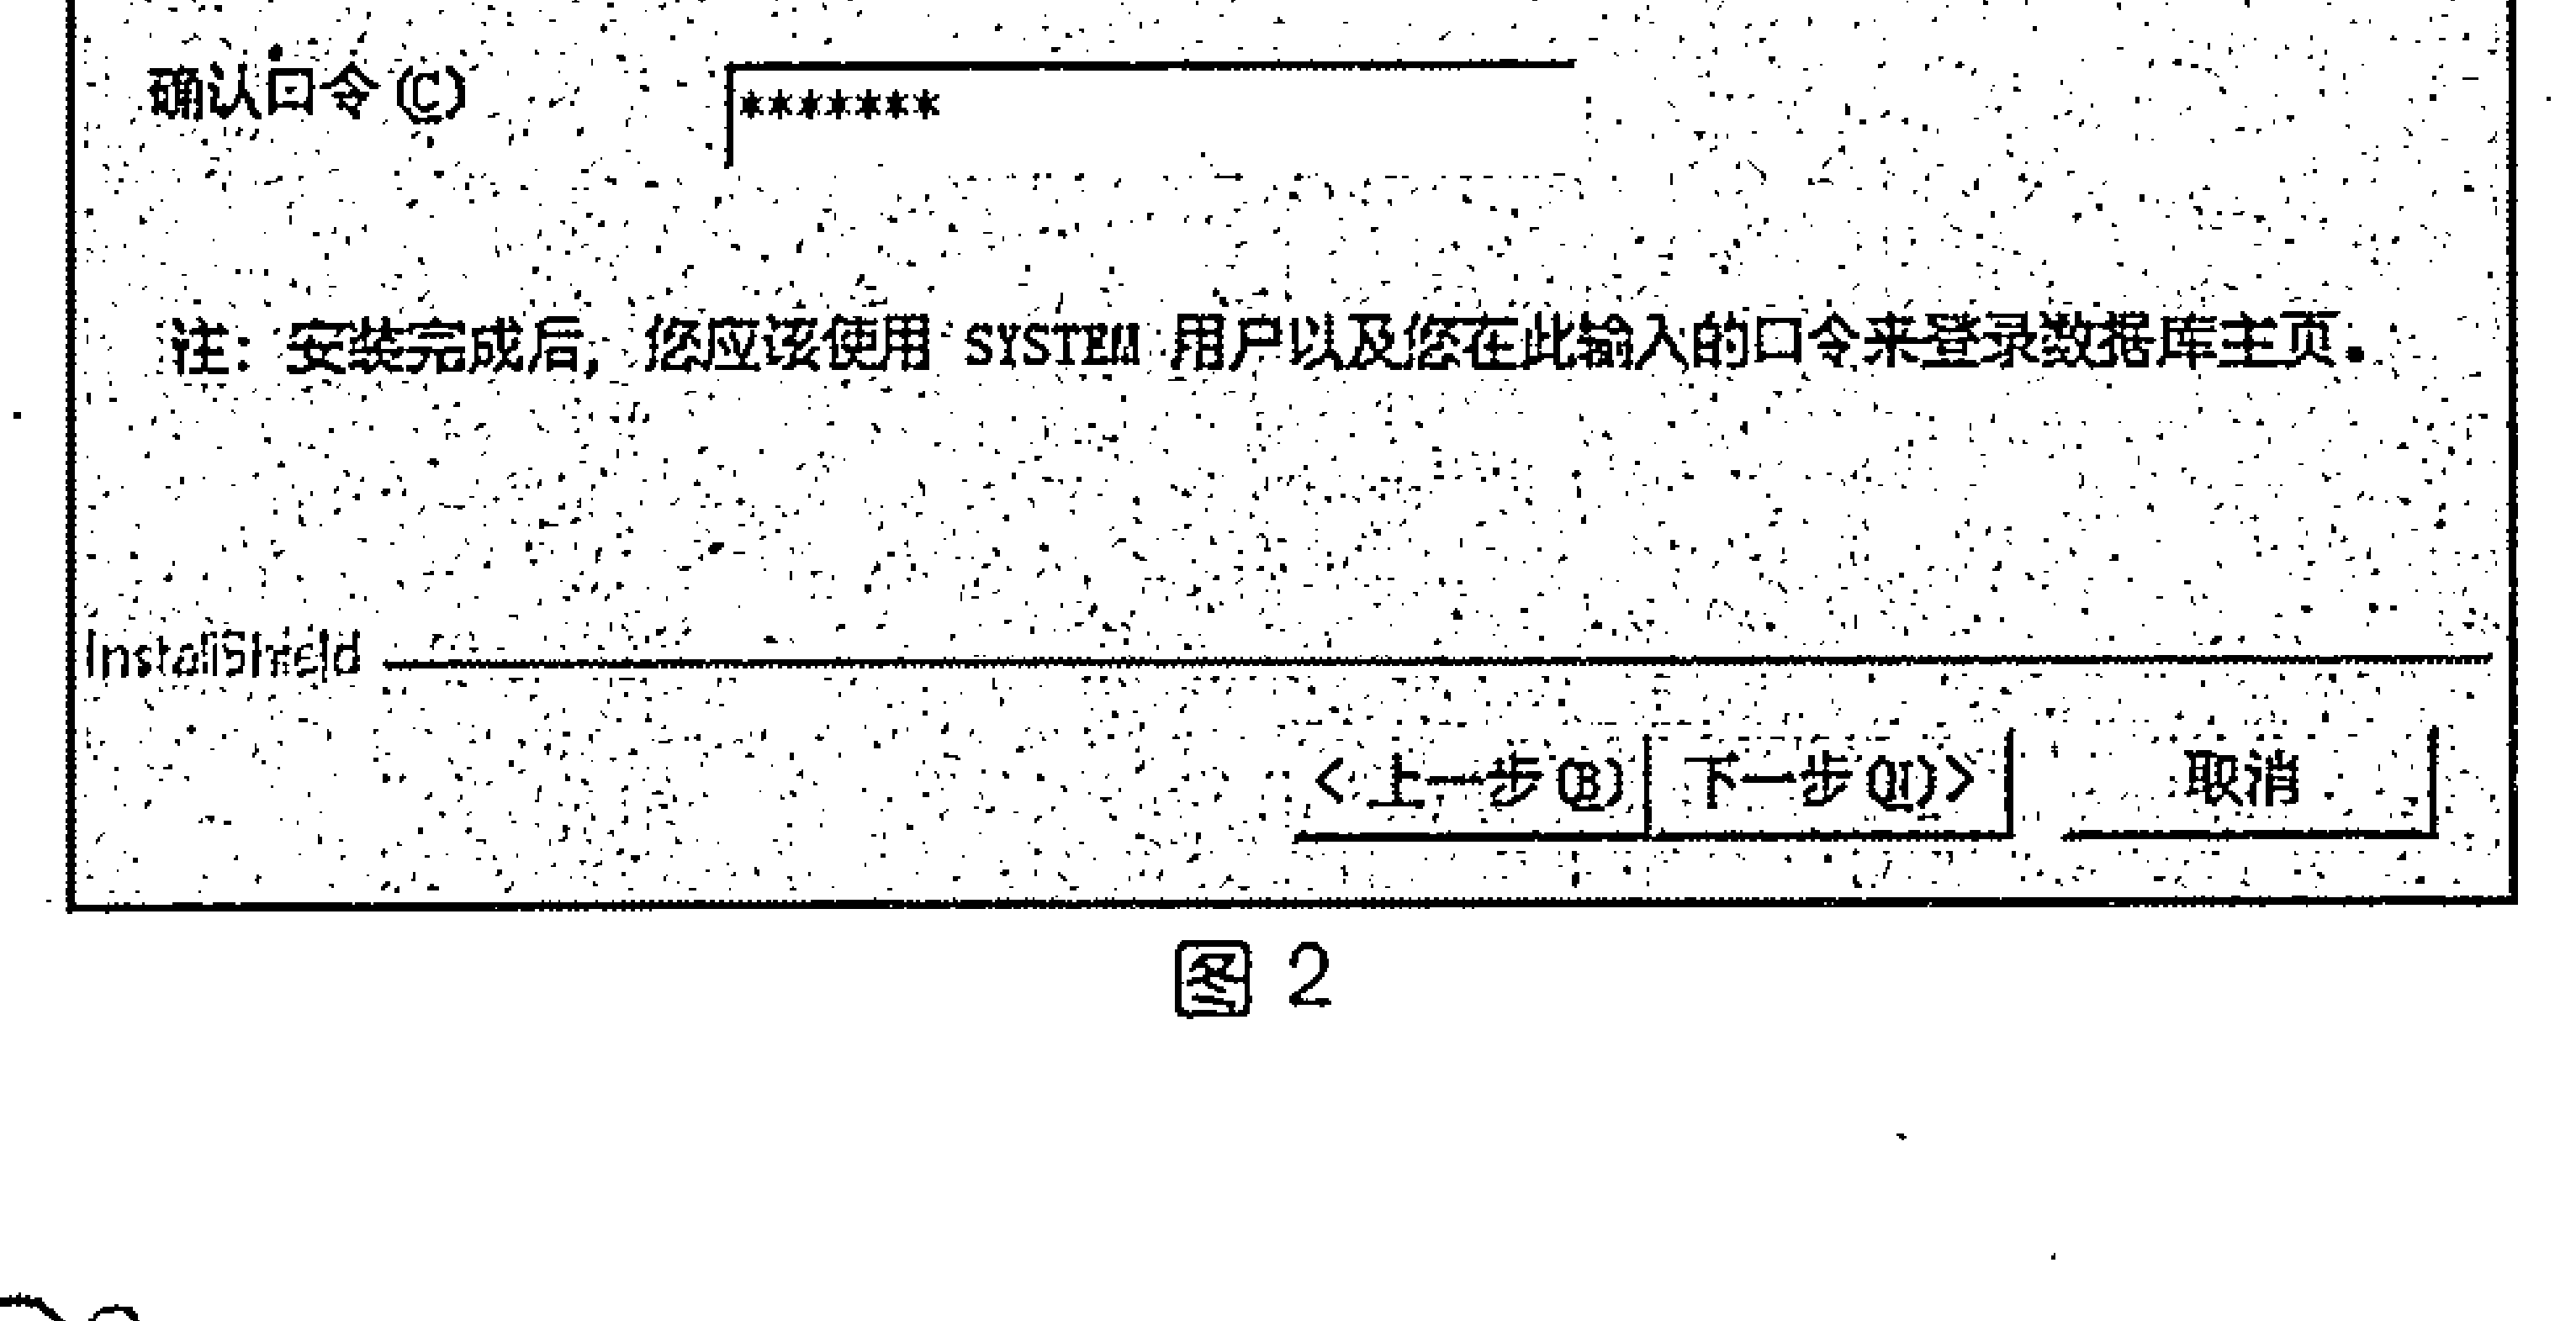 确认口令(C) *******
注: 安装完成后, 您应该使用 SYSTEM 用户以及您在此输入的口令来登录数据库主页。
InstallShield
< 上一步(B) 下一步(N)> 取消
图 2